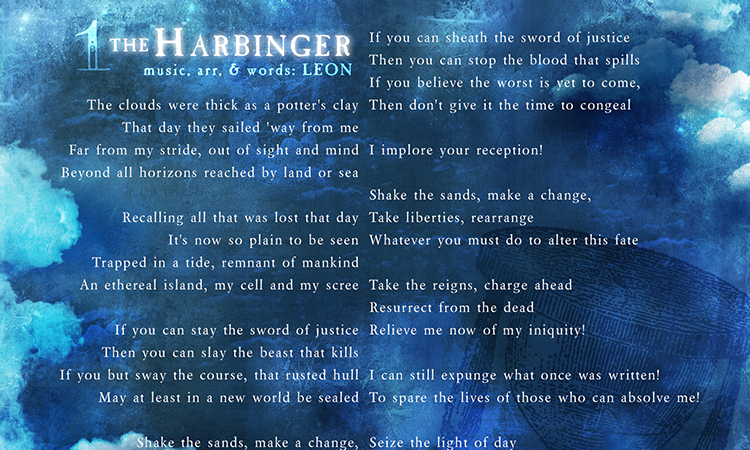 1 THE HARBINGER
music, arr, & words: LEON
The clouds were thick as a potter's clay
That day they sailed 'way from me
Far from my stride, out of sight and mind
Beyond all horizons reached by land or sea
Recalling all that was lost that day
It's now so plain to be seen
Trapped in a tide, remnant of mankind
An ethereal island, my cell and my scree
If you can stay the sword of justice
Then you can slay the beast that kills
If you but sway the course, that rusted hull
May at least in a new world be sealed
Shake the sands, make a change,
If you can sheath the sword of justice
Then you can stop the blood that spills
If you believe the worst is yet to come,
Then don't give it the time to congeal
I implore your reception!
Shake the sands, make a change,
Take liberties, rearrange
Whatever you must do to alter this fate
Take the reigns, charge ahead
Resurrect from the dead
Relieve me now of my iniquity!
I can still expunge what once was written!
To spare the lives of those who can absolve me!
Seize the light of day